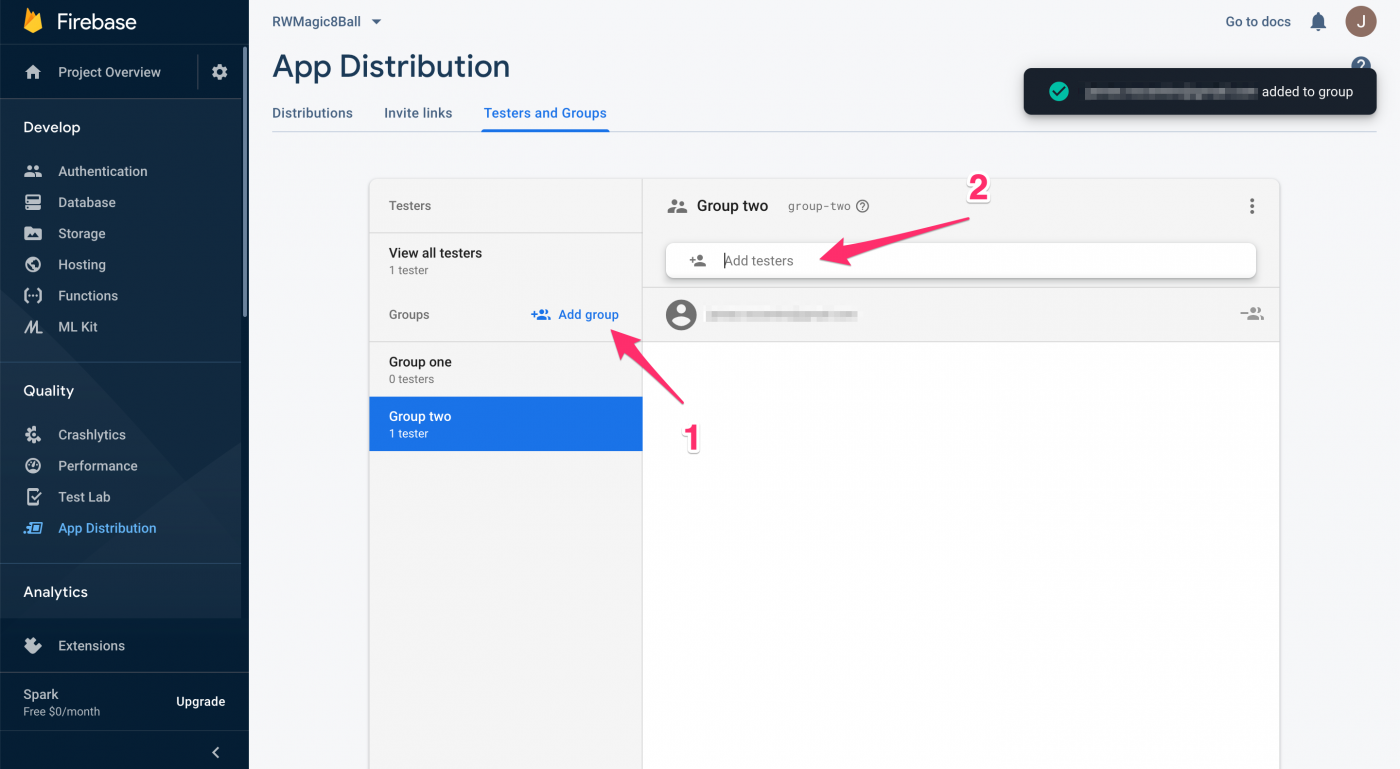 Firebase
Project Overview
Develop
Authentication
Database
Storage
Hosting
Functions
ML Kit
Quality
Crashlytics
Performance
Test Lab
App Distribution
Analytics
Extensions
Spark
Free $0/month
Upgrade
RWMagic8Ball
Go to docs
J
App Distribution
?
added to group
Distributions
Invite links
Testers and Groups
Testers
View all testers
1 tester
Groups
Add group
Group one
0 testers
Group two
1 tester
1
Group two group-two ?
2
Add testers